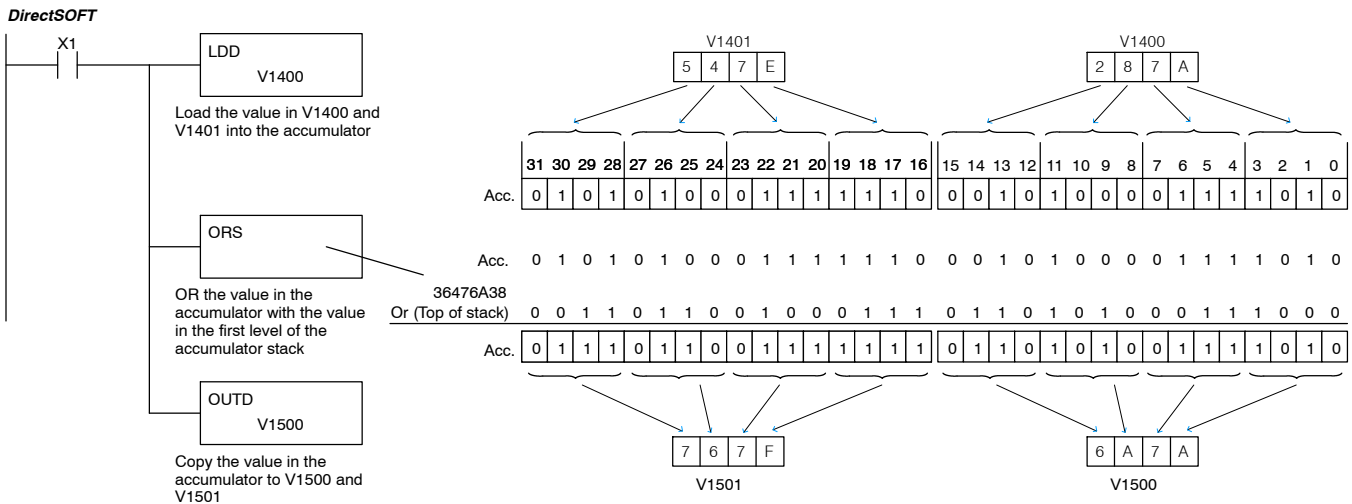 DirectSOFT
X1
LDD
V1400
Load the value in V1400 and
V1401 into the accumulator
ORS
OR the value in the
accumulator with the value
in the first level of the
accumulator stack
OUTD
V1500
Copy the value in the
accumulator to V1500 and
V1501
V1401
5 4 7 E
V1400
2 8 7 A
31 30 29 28 27 26 25 24 23 22 21 20 19 18 17 16 15 14 13 12 11 10 9 8 7 6 5 4 3 2 1 0
Acc. 0 1 0 1 0 1 0 0 0 1 1 1 1 1 1 0 0 0 1 0 1 0 0 0 0 1 1 1 1 0 1 0
Acc. 0 1 0 1 0 1 0 0 0 1 1 1 1 1 1 0 0 0 1 0 1 0 0 0 0 1 1 1 1 0 1 0
36476A38
Or (Top of stack) 0 0 1 1 0 1 1 0 0 1 0 0 0 1 1 1 0 1 1 0 1 0 1 0 0 0 1 1 1 0 0 0
Acc. 0 1 1 1 0 1 1 0 0 1 1 1 1 1 1 1 0 1 1 0 1 0 1 0 0 1 1 1 1 0 1 0
7 6 7 F
V1501
6 A 7 A
V1500